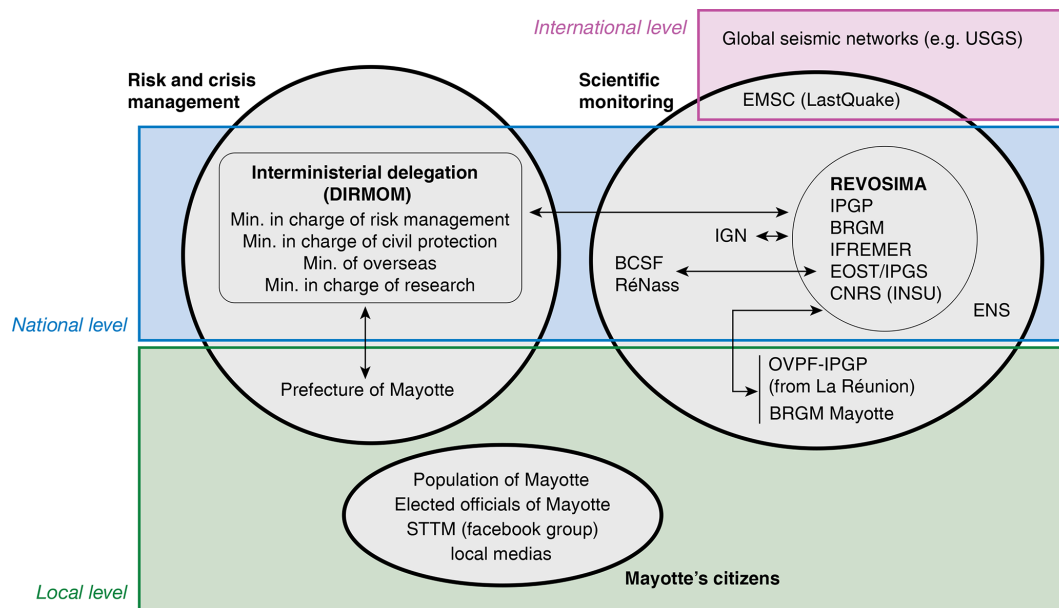 International level
Global seismic networks (e.g. USGS)
Risk and crisis
management
Scientific
monitoring
EMSC (LastQuake)
Interministerial delegation
(DIRMOM)
Min. in charge of risk management
Min. in charge of civil protection
Min. of overseas
Min. in charge of research
REVOSIMA
IPGP
BRGM
IFREMER
EOST/IPGS
CNRS (INSU)
IGN
BCSF
RéNass
ENS
National level
Prefecture of Mayotte
OVPF-IPGP
(from La Réunion)
BRGM Mayotte
Population of Mayotte
Elected officials of Mayotte
STTM (facebook group)
local medias
Mayotte's citizens
Local level